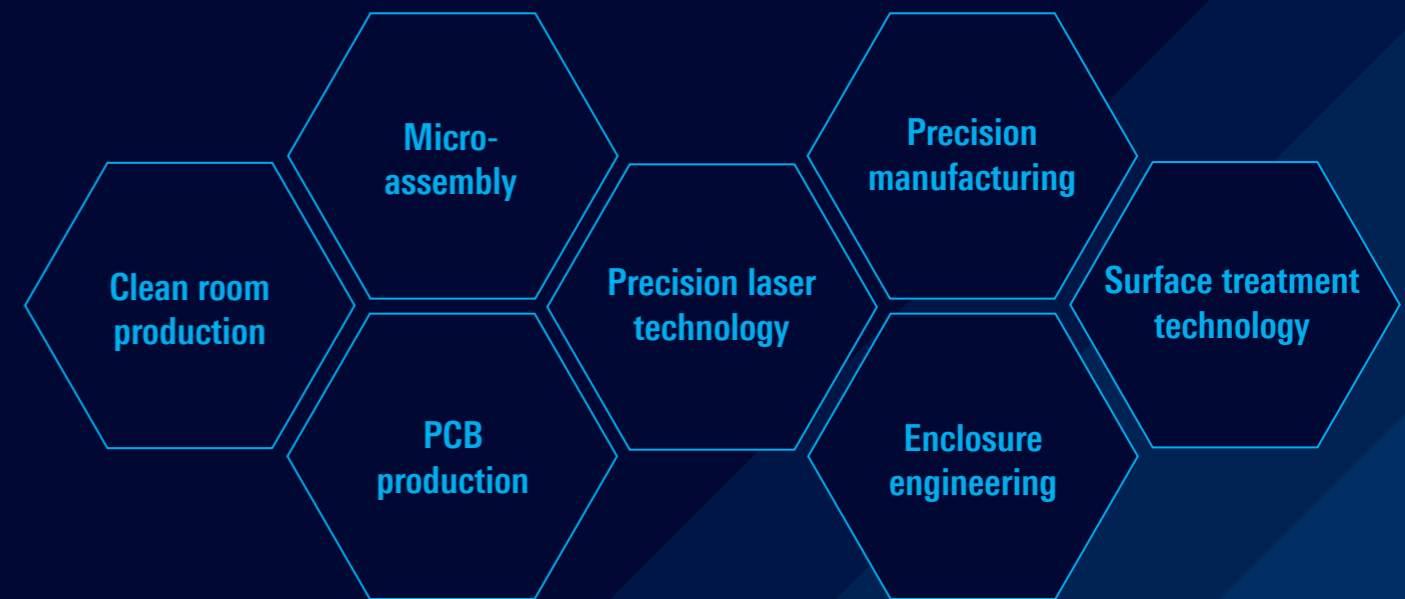 Micro-
assembly
Precision
manufacturing
Clean room
production
Precision laser
technology
Surface treatment
technology
PCB
production
Enclosure
engineering